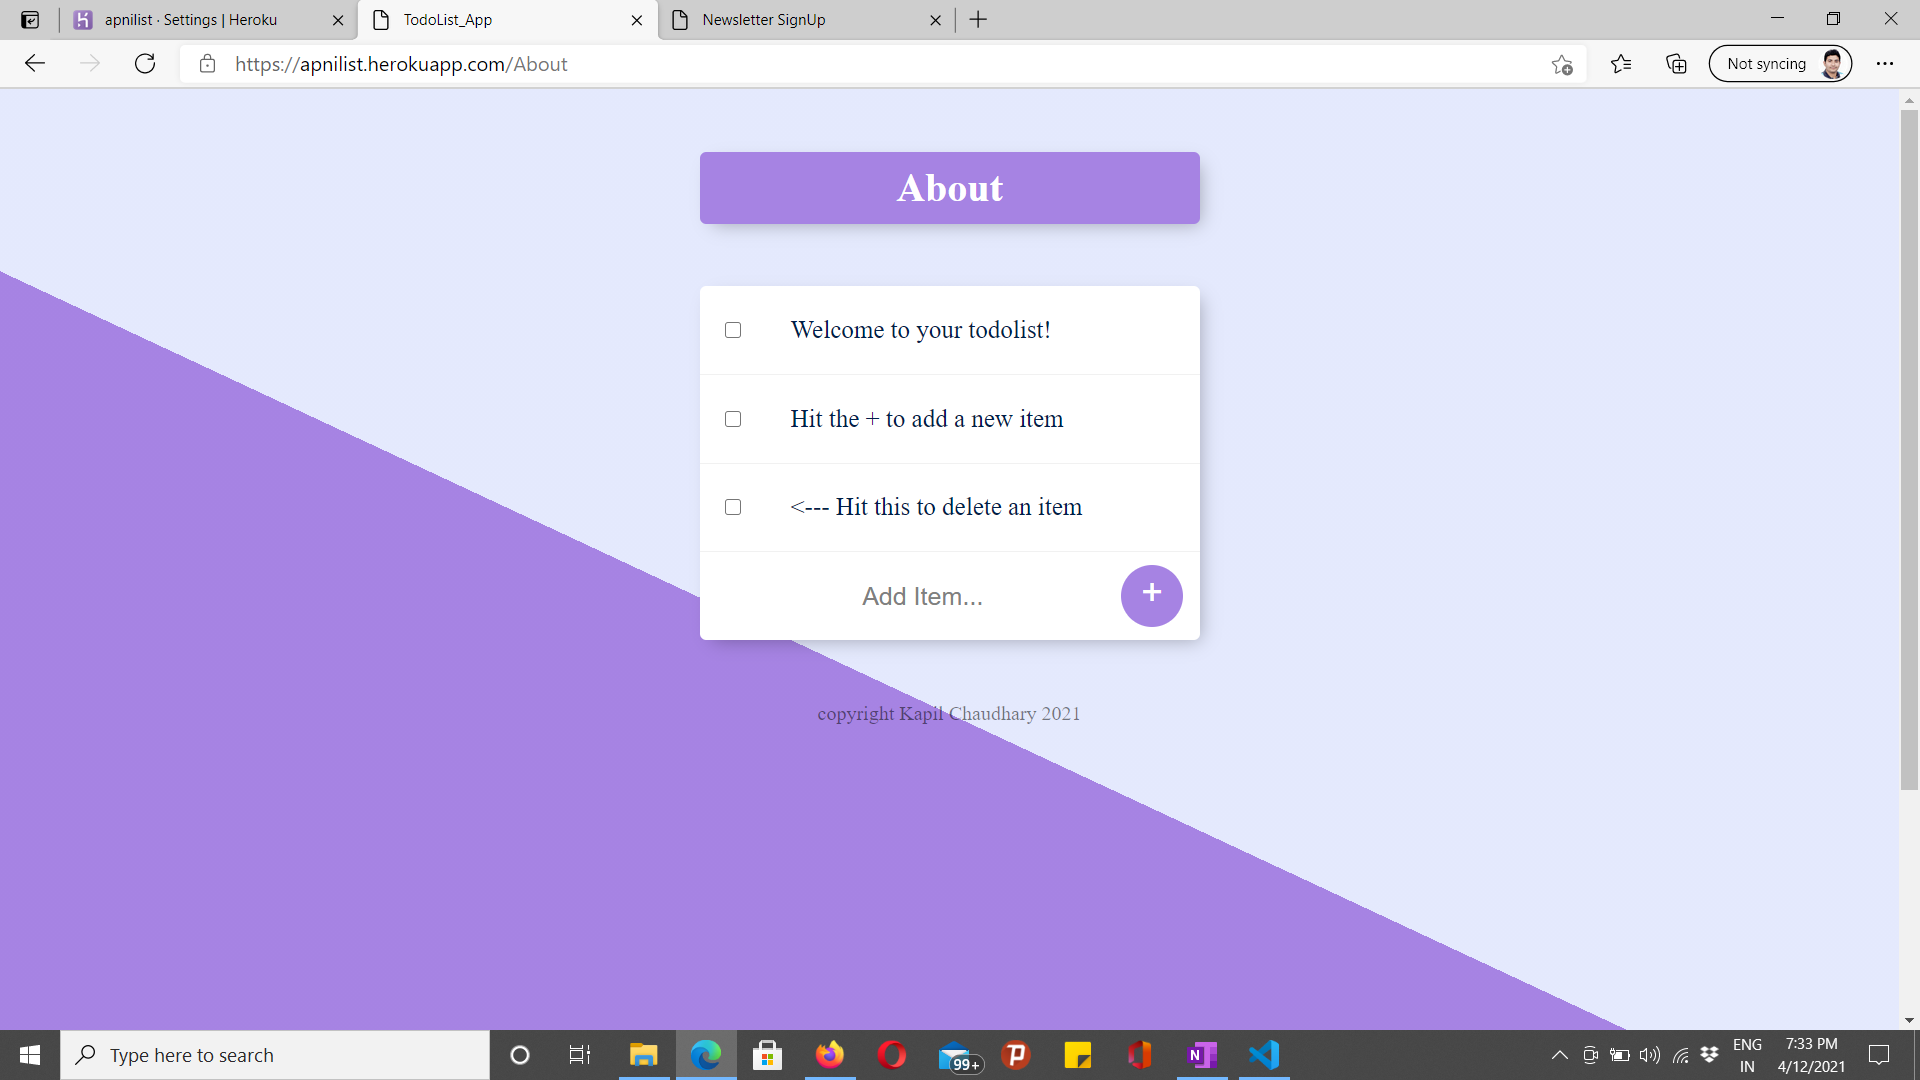 apnilist · Settings | Heroku
TodoList_App
Newsletter SignUp
https://apnilist.herokuapp.com/About
Not syncing
About
Welcome to your todolist!
Hit the + to add a new item
<--- Hit this to delete an item
Add Item...
+
copyright Kapil Chaudhary 2021
Type here to search
99+
N
ENG
IN
7:33 PM
4/12/2021